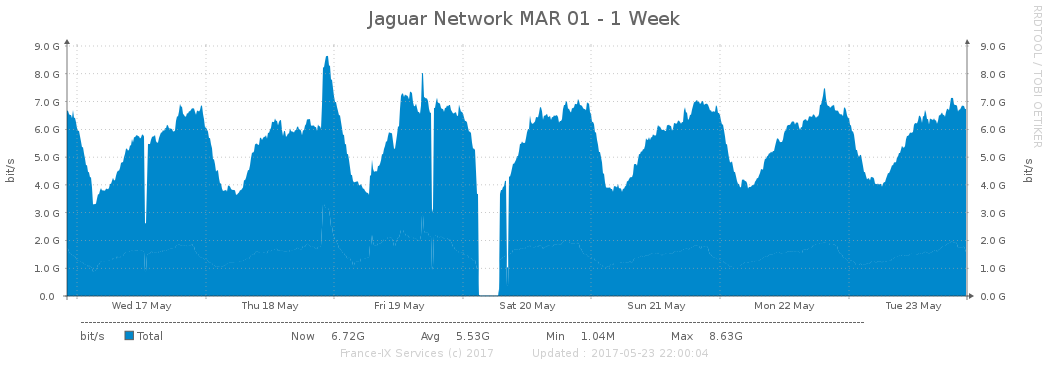 Jaguar Network MAR 01 - 1 Week
RRDTOOL / TOBI OETIKER
bit/s
9.0 G 9.0 G
8.0 G 8.0 G
7.0 G 7.0 G
6.0 G 6.0 G
5.0 G 5.0 G
4.0 G 4.0 G
3.0 G 3.0 G
2.0 G 2.0 G
1.0 G 1.0 G
0.0 0.0 G
bit/s
Wed 17 May Thu 18 May Fri 19 May Sat 20 May Sun 21 May Mon 22 May Tue 23 May
bit/s Total Now 6.72G Avg 5.53G Min 1.04M Max 8.63G
France-IX Services (c) 2017 Updated : 2017-05-23 22:00:04